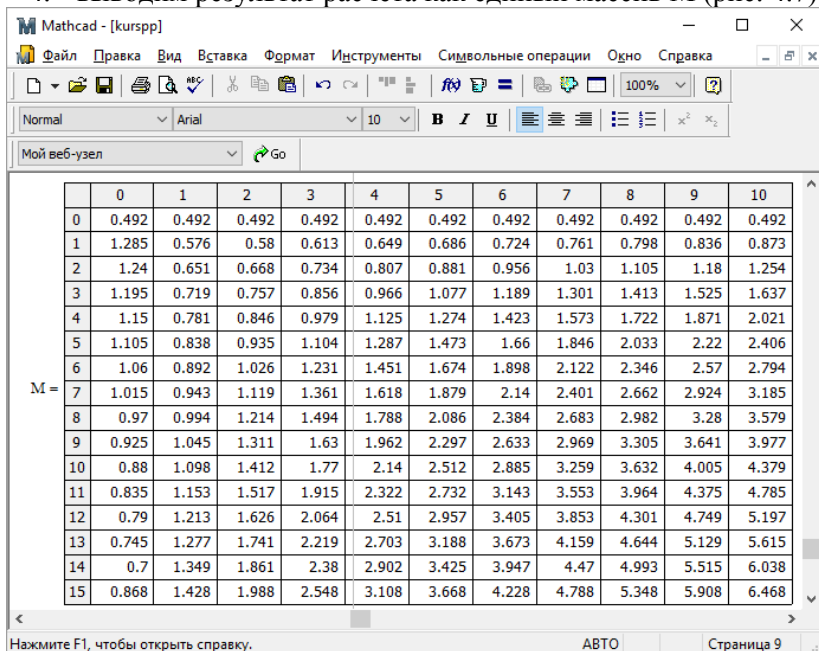 4. Выводим результат расчета как единый массив M (рис. 4.7)
Mathcad - [kurspp]
Файл Правка Вид Вставка Формат Инструменты Символьные операции Окно Справка
100%
Normal Arial 10 B I U x² x₂
Мой веб-узел Go
0 1 2 3 4 5 6 7 8 9 10
0 0.492 0.492 0.492 0.492 0.492 0.492 0.492 0.492 0.492 0.492 0.492
1 1.285 0.576 0.58 0.613 0.649 0.686 0.724 0.761 0.798 0.836 0.873
2 1.24 0.651 0.668 0.734 0.807 0.881 0.956 1.03 1.105 1.18 1.254
3 1.195 0.719 0.757 0.856 0.966 1.077 1.189 1.301 1.413 1.525 1.637
4 1.15 0.781 0.846 0.979 1.125 1.274 1.423 1.573 1.722 1.871 2.021
5 1.105 0.838 0.935 1.104 1.287 1.473 1.66 1.846 2.033 2.22 2.406
6 1.06 0.892 1.026 1.231 1.451 1.674 1.898 2.122 2.346 2.57 2.794
M = 7 1.015 0.943 1.119 1.361 1.618 1.879 2.14 2.401 2.662 2.924 3.185
8 0.97 0.994 1.214 1.494 1.788 2.086 2.384 2.683 2.982 3.28 3.579
9 0.925 1.045 1.311 1.63 1.962 2.297 2.633 2.969 3.305 3.641 3.977
10 0.88 1.098 1.412 1.77 2.14 2.512 2.885 3.259 3.632 4.005 4.379
11 0.835 1.153 1.517 1.915 2.322 2.732 3.143 3.553 3.964 4.375 4.785
12 0.79 1.213 1.626 2.064 2.51 2.957 3.405 3.853 4.301 4.749 5.197
13 0.745 1.277 1.741 2.219 2.703 3.188 3.673 4.159 4.644 5.129 5.615
14 0.7 1.349 1.861 2.38 2.902 3.425 3.947 4.47 4.993 5.515 6.038
15 0.868 1.428 1.988 2.548 3.108 3.668 4.228 4.788 5.348 5.908 6.468
Нажмите F1, чтобы открыть справку. АВТО Страница 9